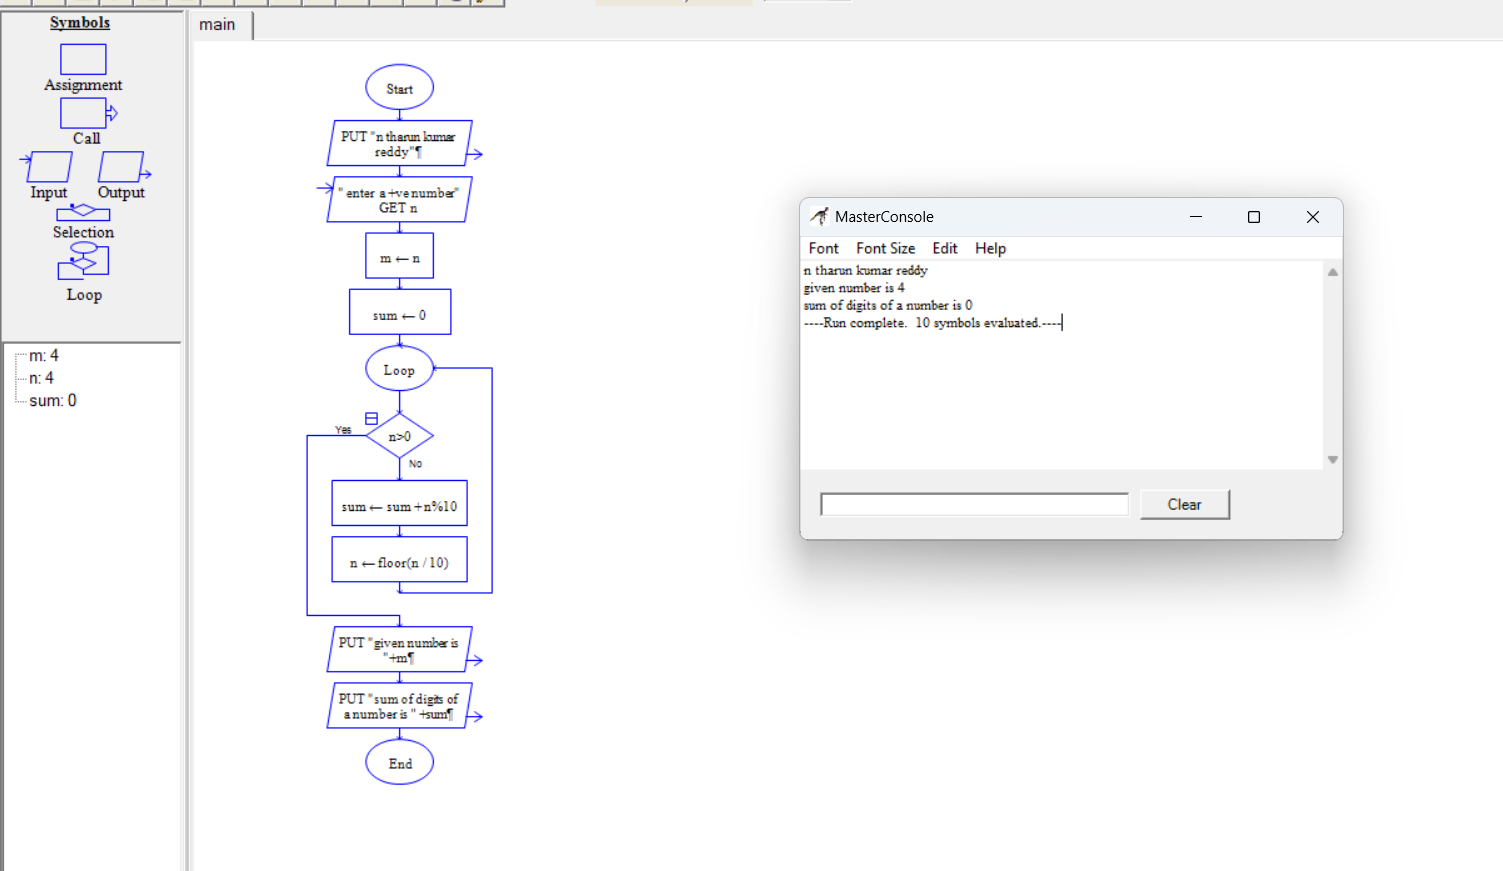 Symbols
Assignment
Call
Input
Output
Selection
Loop
m: 4
n: 4
sum: 0
main
Start
PUT "n tharun kumar
reddy"¶
" enter a +ve number"
GET n
m ← n
sum ← 0
Loop
Yes
n>0
No
sum ← sum +n%10
n ← floor(n / 10)
PUT "given number is
"+m¶
PUT "sum of digits of
a number is " +sum¶
End
MasterConsole
Font Font Size Edit Help
n tharun kumar reddy
given number is 4
sum of digits of a number is 0
----Run complete. 10 symbols evaluated.----
Clear